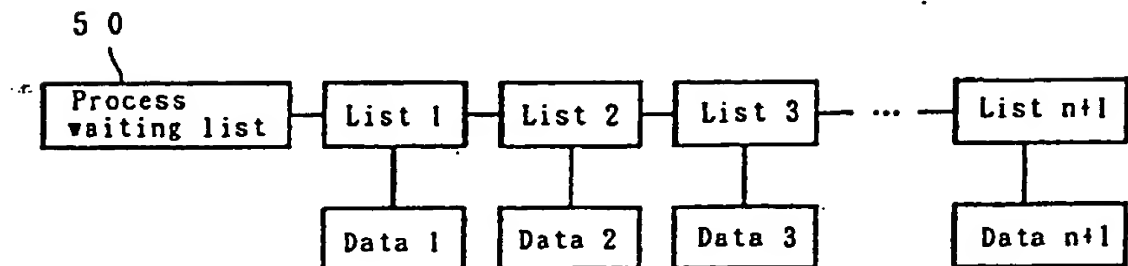 50
Process
waiting list
List 1
List 2
List 3
...
List n+1
Data 1
Data 2
Data 3
Data n+1